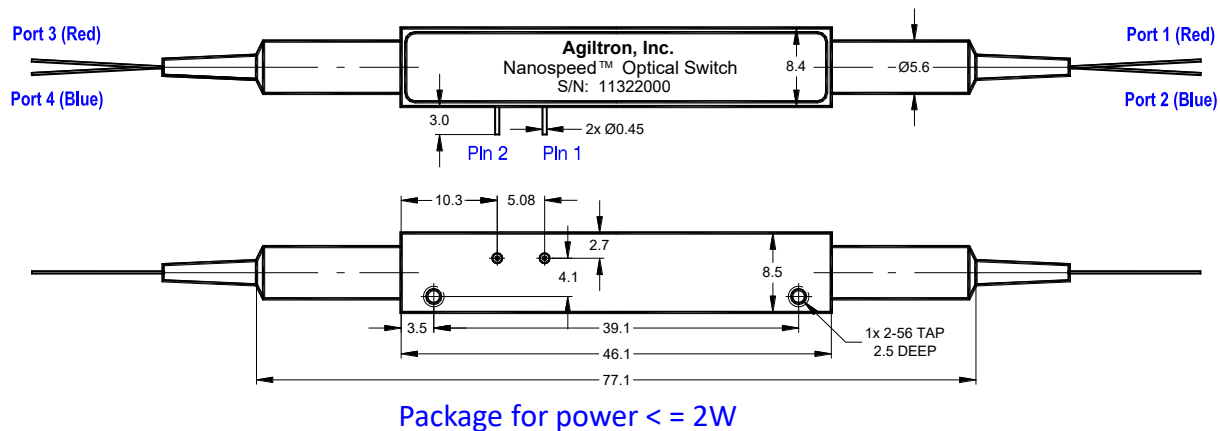 Port 3 (Red)
Port 4 (Blue)
Agiltron, Inc.
Nanospeed™ Optical Switch
S/N: 11322000
8.4
Ø5.6
Port 1 (Red)
Port 2 (Blue)
3.0
2x Ø0.45
PIn 2
PIn 1
10.3
5.08
2.7
4.1
8.5
3.5
39.1
1x 2-56 TAP
2.5 DEEP
46.1
77.1
Package for power < = 2W